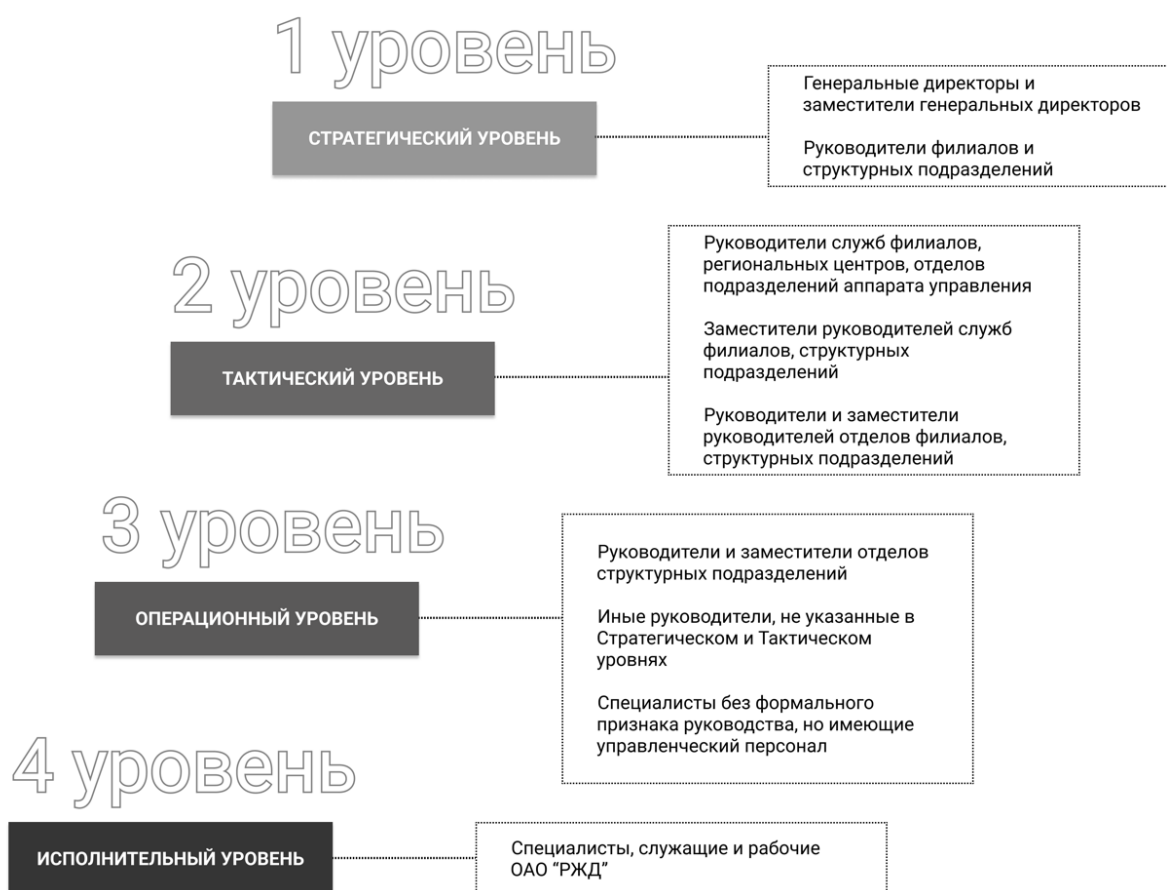 1 уровень
СТРАТЕГИЧЕСКИЙ УРОВЕНЬ
Генеральные директоры и
заместители генеральных директоров
Руководители филиалов и
структурных подразделений
2 уровень
ТАКТИЧЕСКИЙ УРОВЕНЬ
Руководители служб филиалов,
региональных центров, отделов
подразделений аппарата управления
Заместители руководителей служб
филиалов, структурных
подразделений
Руководители и заместители
руководителей отделов филиалов,
структурных подразделений
3 уровень
ОПЕРАЦИОННЫЙ УРОВЕНЬ
Руководители и заместители отделов
структурных подразделений
Иные руководители, не указанные в
Стратегическом и Тактическом
уровнях
Специалисты без формального
признака руководства, но имеющие
управленческий персонал
4 уровень
ИСПОЛНИТЕЛЬНЫЙ УРОВЕНЬ
Специалисты, служащие и рабочие
ОАО “РЖД”